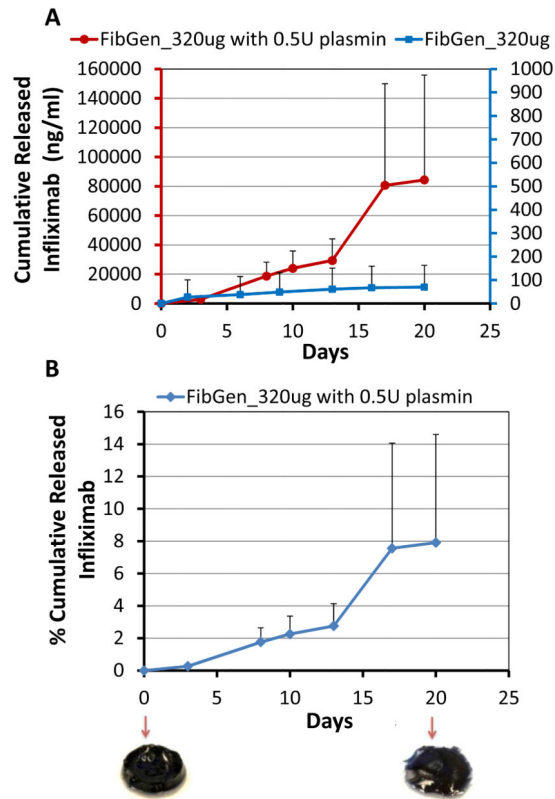 A
FibGen_320ug with 0.5U plasmin FibGen_320ug
Cumulative Released
Infliximab (ng/ml)
160000
140000
120000
100000
80000
60000
40000
20000
0
1000
900
800
700
600
500
400
300
200
100
0
0 5 10 15 20 25
Days
B
FibGen_320ug with 0.5U plasmin
% Cumulative Released
Infliximab
16
14
12
10
8
6
4
2
0
0 5 10 15 20 25
Days